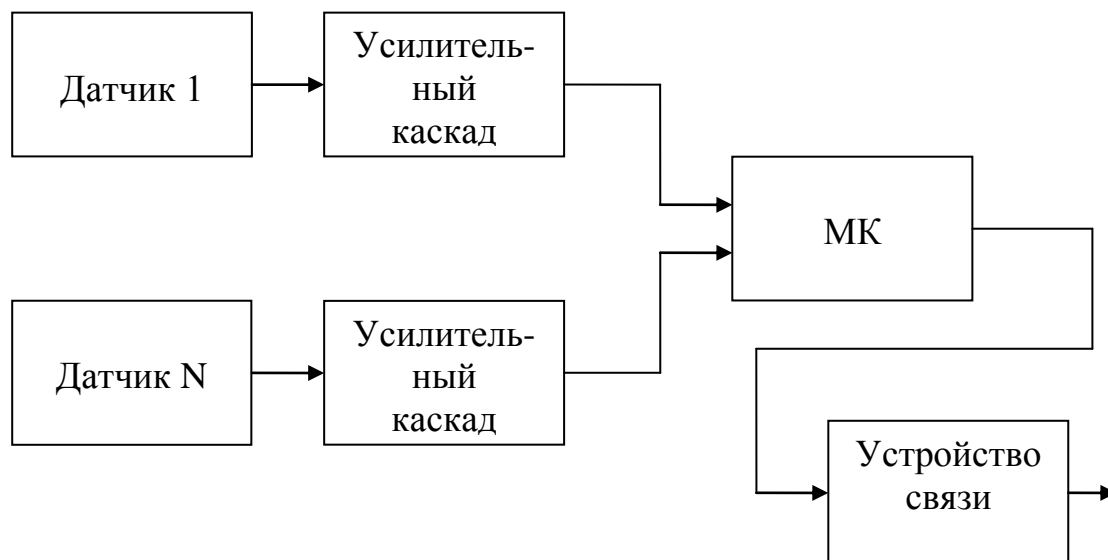 Датчик 1
Усилитель-
ный
каскад
МК
Датчик N
Усилитель-
ный
каскад
Устройство
связи